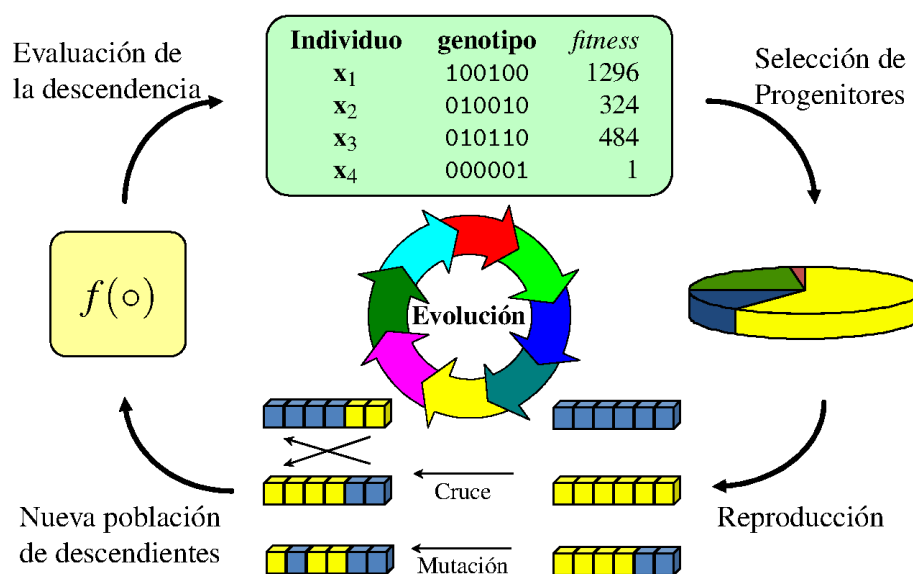 Evaluación de
la descendencia
Individuo genotipo fitness
x1 100100 1296
x2 010010 324
x3 010110 484
x4 000001 1
Selección de
Progenitores
f(∘)
Evolución
Cruce
Mutación
Nueva población
de descendientes
Reproducción